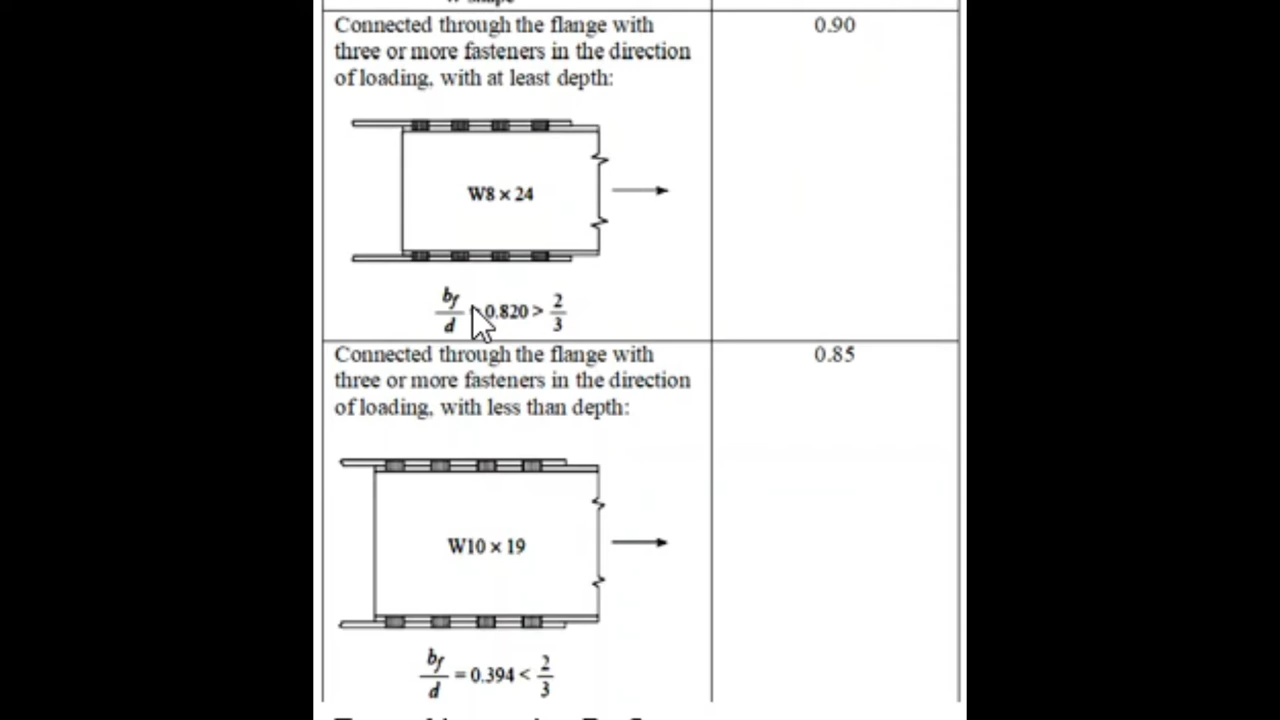 Connected through the flange with
three or more fasteners in the direction
of loading, with at least depth:
0.90
W8 × 24
bf/d 0.820 > 2/3
Connected through the flange with
three or more fasteners in the direction
of loading, with less than depth:
0.85
W10 × 19
bf/d = 0.394 < 2/3